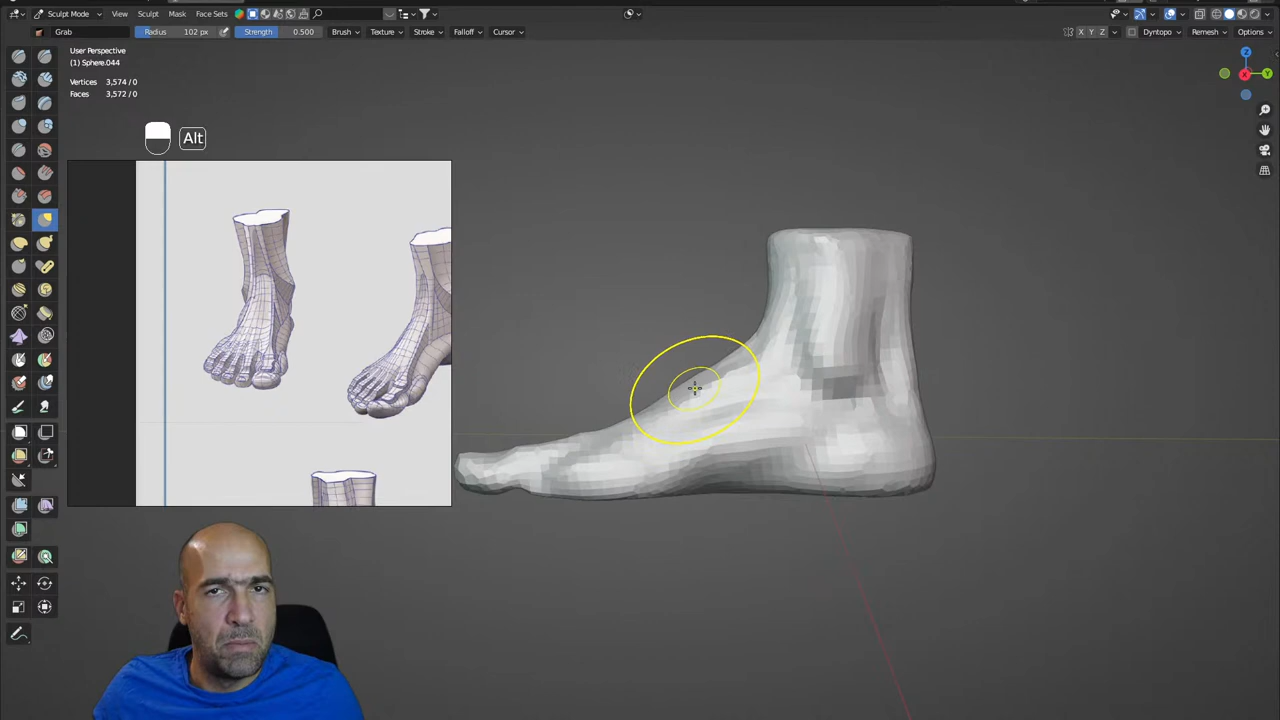 Sculpt Mode View Sculpt Mask Face Sets
Grab Radius 102 px Strength 0.500 Brush Texture Stroke Falloff Cursor X Y Z Dyntopo Remesh Options
User Perspective
(1) Sphere.044
Vertices 3,574 / 0
Faces 3,572 / 0
Alt
Z
X
Y